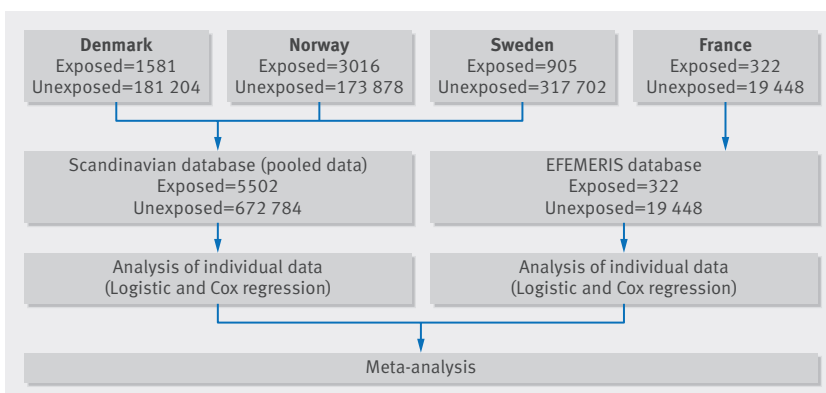 Denmark
Exposed=1581
Unexposed=181 204
Norway
Exposed=3016
Unexposed=173 878
Sweden
Exposed=905
Unexposed=317 702
France
Exposed=322
Unexposed=19 448
Scandinavian database (pooled data)
Exposed=5502
Unexposed=672 784
EFEMERIS database
Exposed=322
Unexposed=19 448
Analysis of individual data
(Logistic and Cox regression)
Analysis of individual data
(Logistic and Cox regression)
Meta-analysis